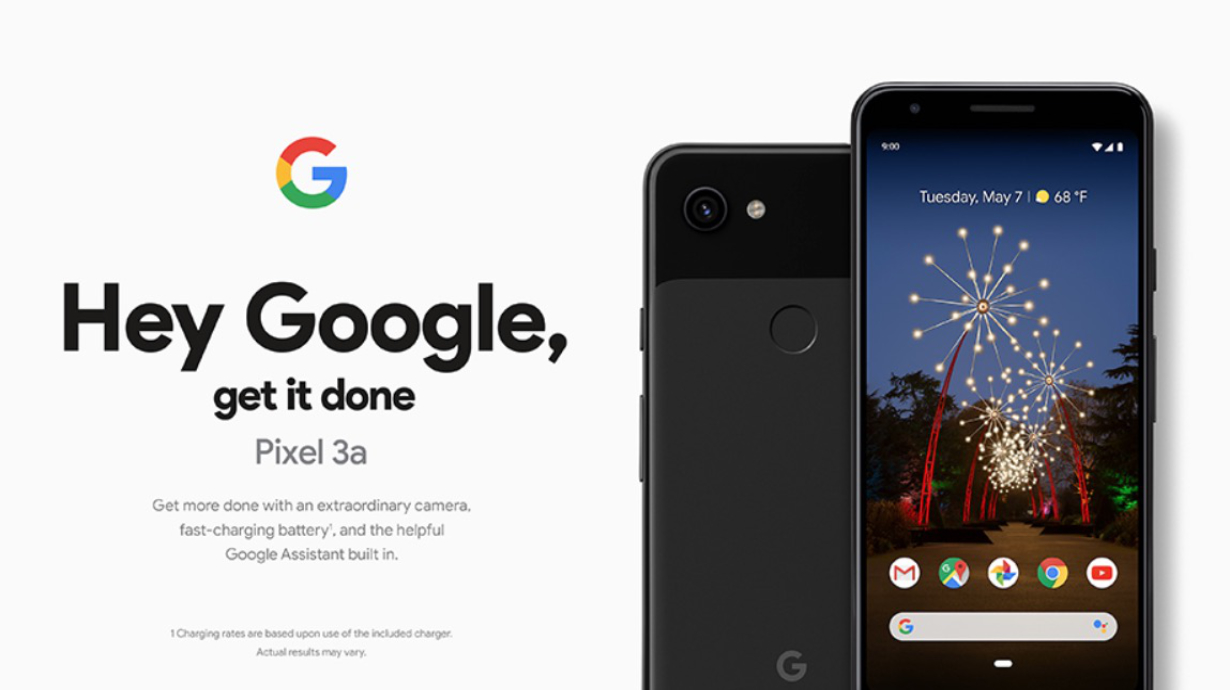 Hey Google,
get it done
Pixel 3a
Get more done with an extraordinary camera,
fast-charging battery¹, and the helpful
Google Assistant built in.
1 Charging rates are based upon use of the included charger.
Actual results may vary.
9:00
Tuesday, May 7 | 68 °F